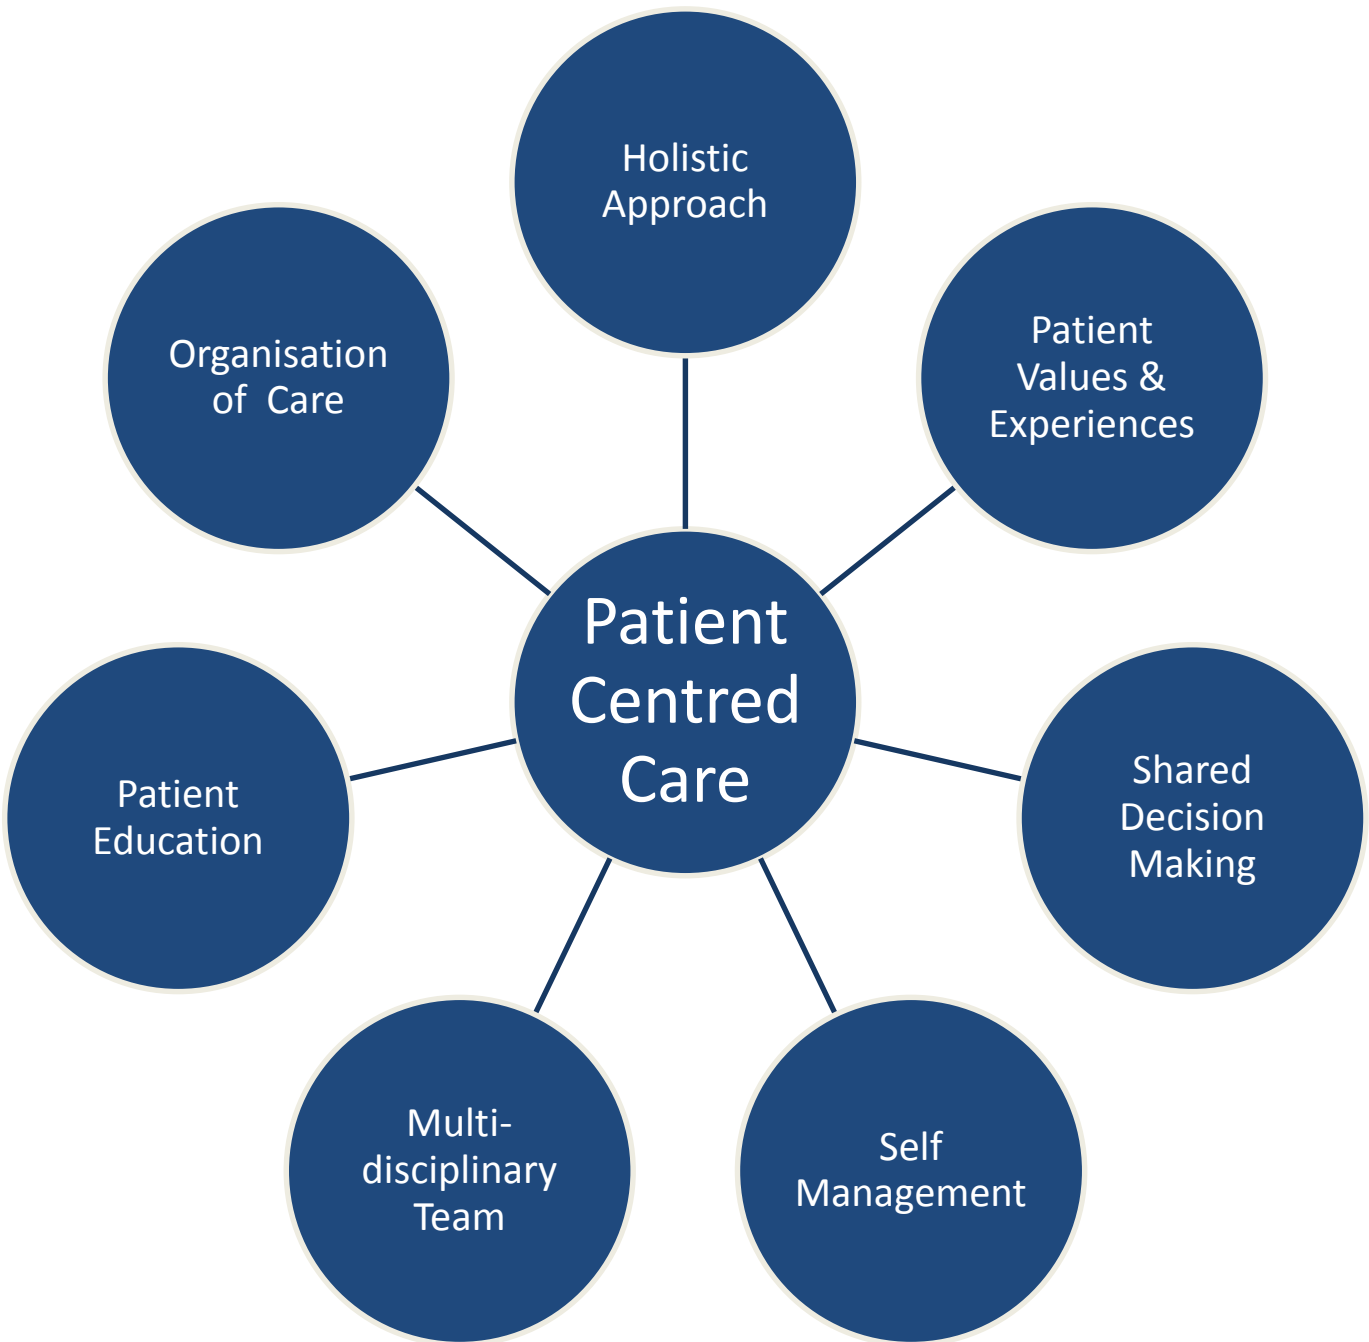 Holistic
Approach
Patient
Values &
Experiences
Shared
Decision
Making
Self
Management
Multi-
disciplinary
Team
Patient
Education
Organisation
of  Care
Patient
Centred
Care